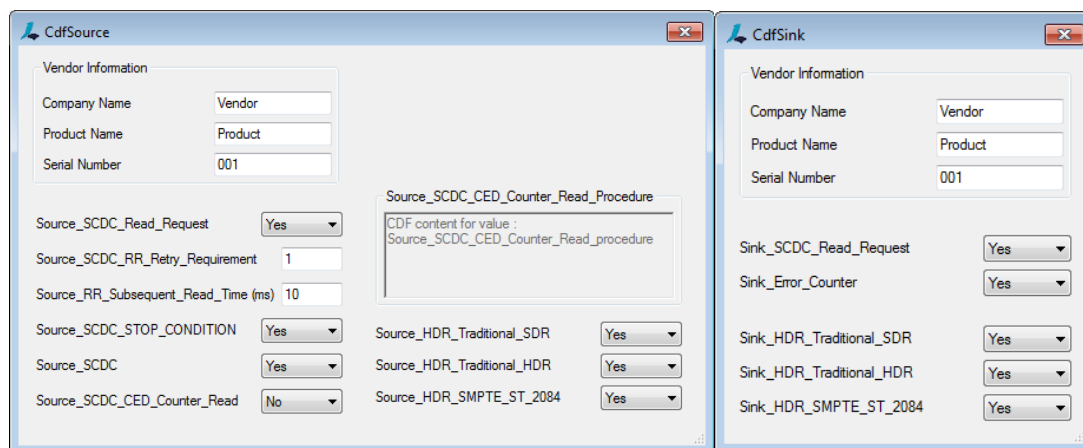 CdfSource
Vendor Information
Company Name Vendor
Product Name Product
Serial Number 001
Source_SCDC_Read_Request Yes
Source_SCDC_RR_Retry_Requirement 1
Source_RR_Subsequent_Read_Time (ms) 10
Source_SCDC_STOP_CONDITION Yes
Source_SCDC Yes
Source_SCDC_CED_Counter_Read No
Source_SCDC_CED_Counter_Read_Procedure
CDF content for value :
Source_SCDC_CED_Counter_Read_procedure
Source_HDR_Traditional_SDR Yes
Source_HDR_Traditional_HDR Yes
Source_HDR_SMPTE_ST_2084 Yes
CdfSink
Vendor Information
Company Name Vendor
Product Name Product
Serial Number 001
Sink_SCDC_Read_Request Yes
Sink_Error_Counter Yes
Sink_HDR_Traditional_SDR Yes
Sink_HDR_Traditional_HDR Yes
Sink_HDR_SMPTE_ST_2084 Yes